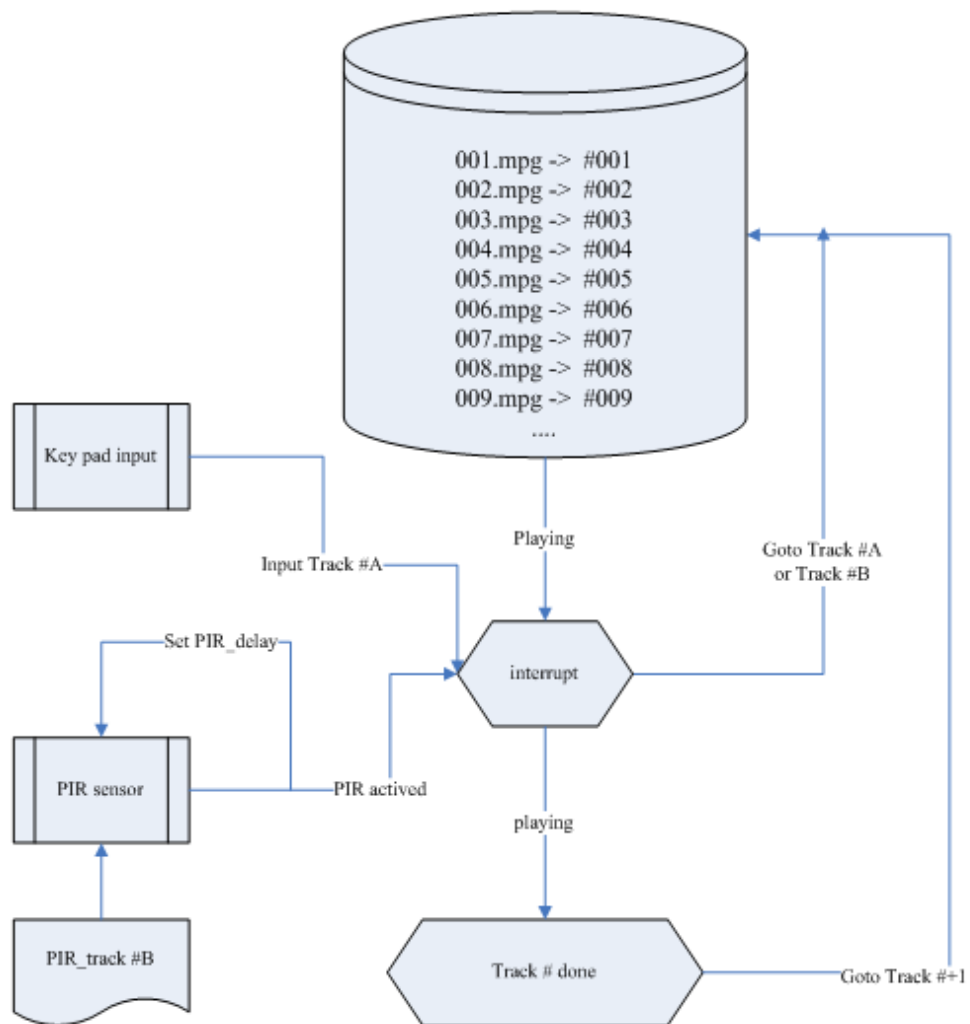 001.mpg -> #001
002.mpg -> #002
003.mpg -> #003
004.mpg -> #004
005.mpg -> #005
006.mpg -> #006
007.mpg -> #007
008.mpg -> #008
009.mpg -> #009
....
Key pad input
Playing
Input Track #A
Goto Track #A
or Track #B
Set PIR_delay
interrupt
PIR sensor
PIR actived
playing
PIR_track #B
Track # done
Goto Track #+1